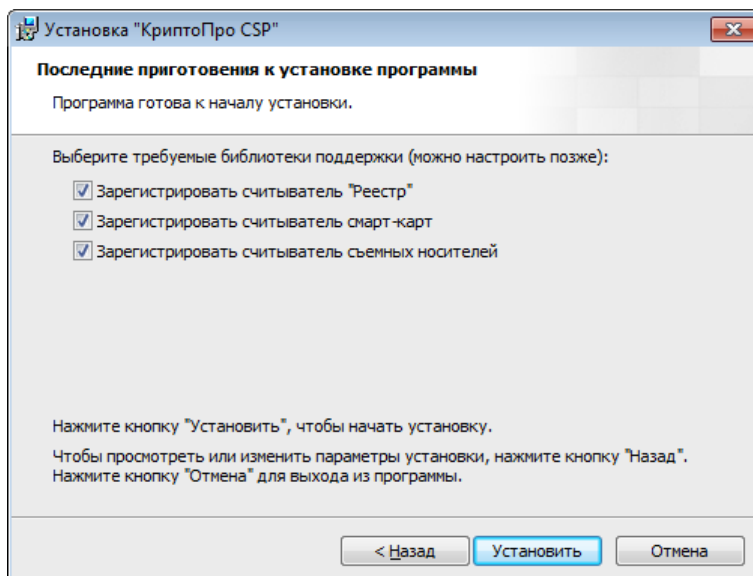 Установка "КриптоПро CSP"
Последние приготовения к установке программы
Программа готова к началу установки.
Выберите требуемые библиотеки поддержки (можно настроить позже):
Зарегистрировать считыватель "Реестр"
Зарегистрировать считыватель смарт-карт
Зарегистрировать считыватель съемных носителей
Нажмите кнопку "Установить", чтобы начать установку.
Чтобы просмотреть или изменить параметры установки, нажмите кнопку "Назад".
Нажмите кнопку "Отмена" для выхода из программы.
< Назад
Установить
Отмена